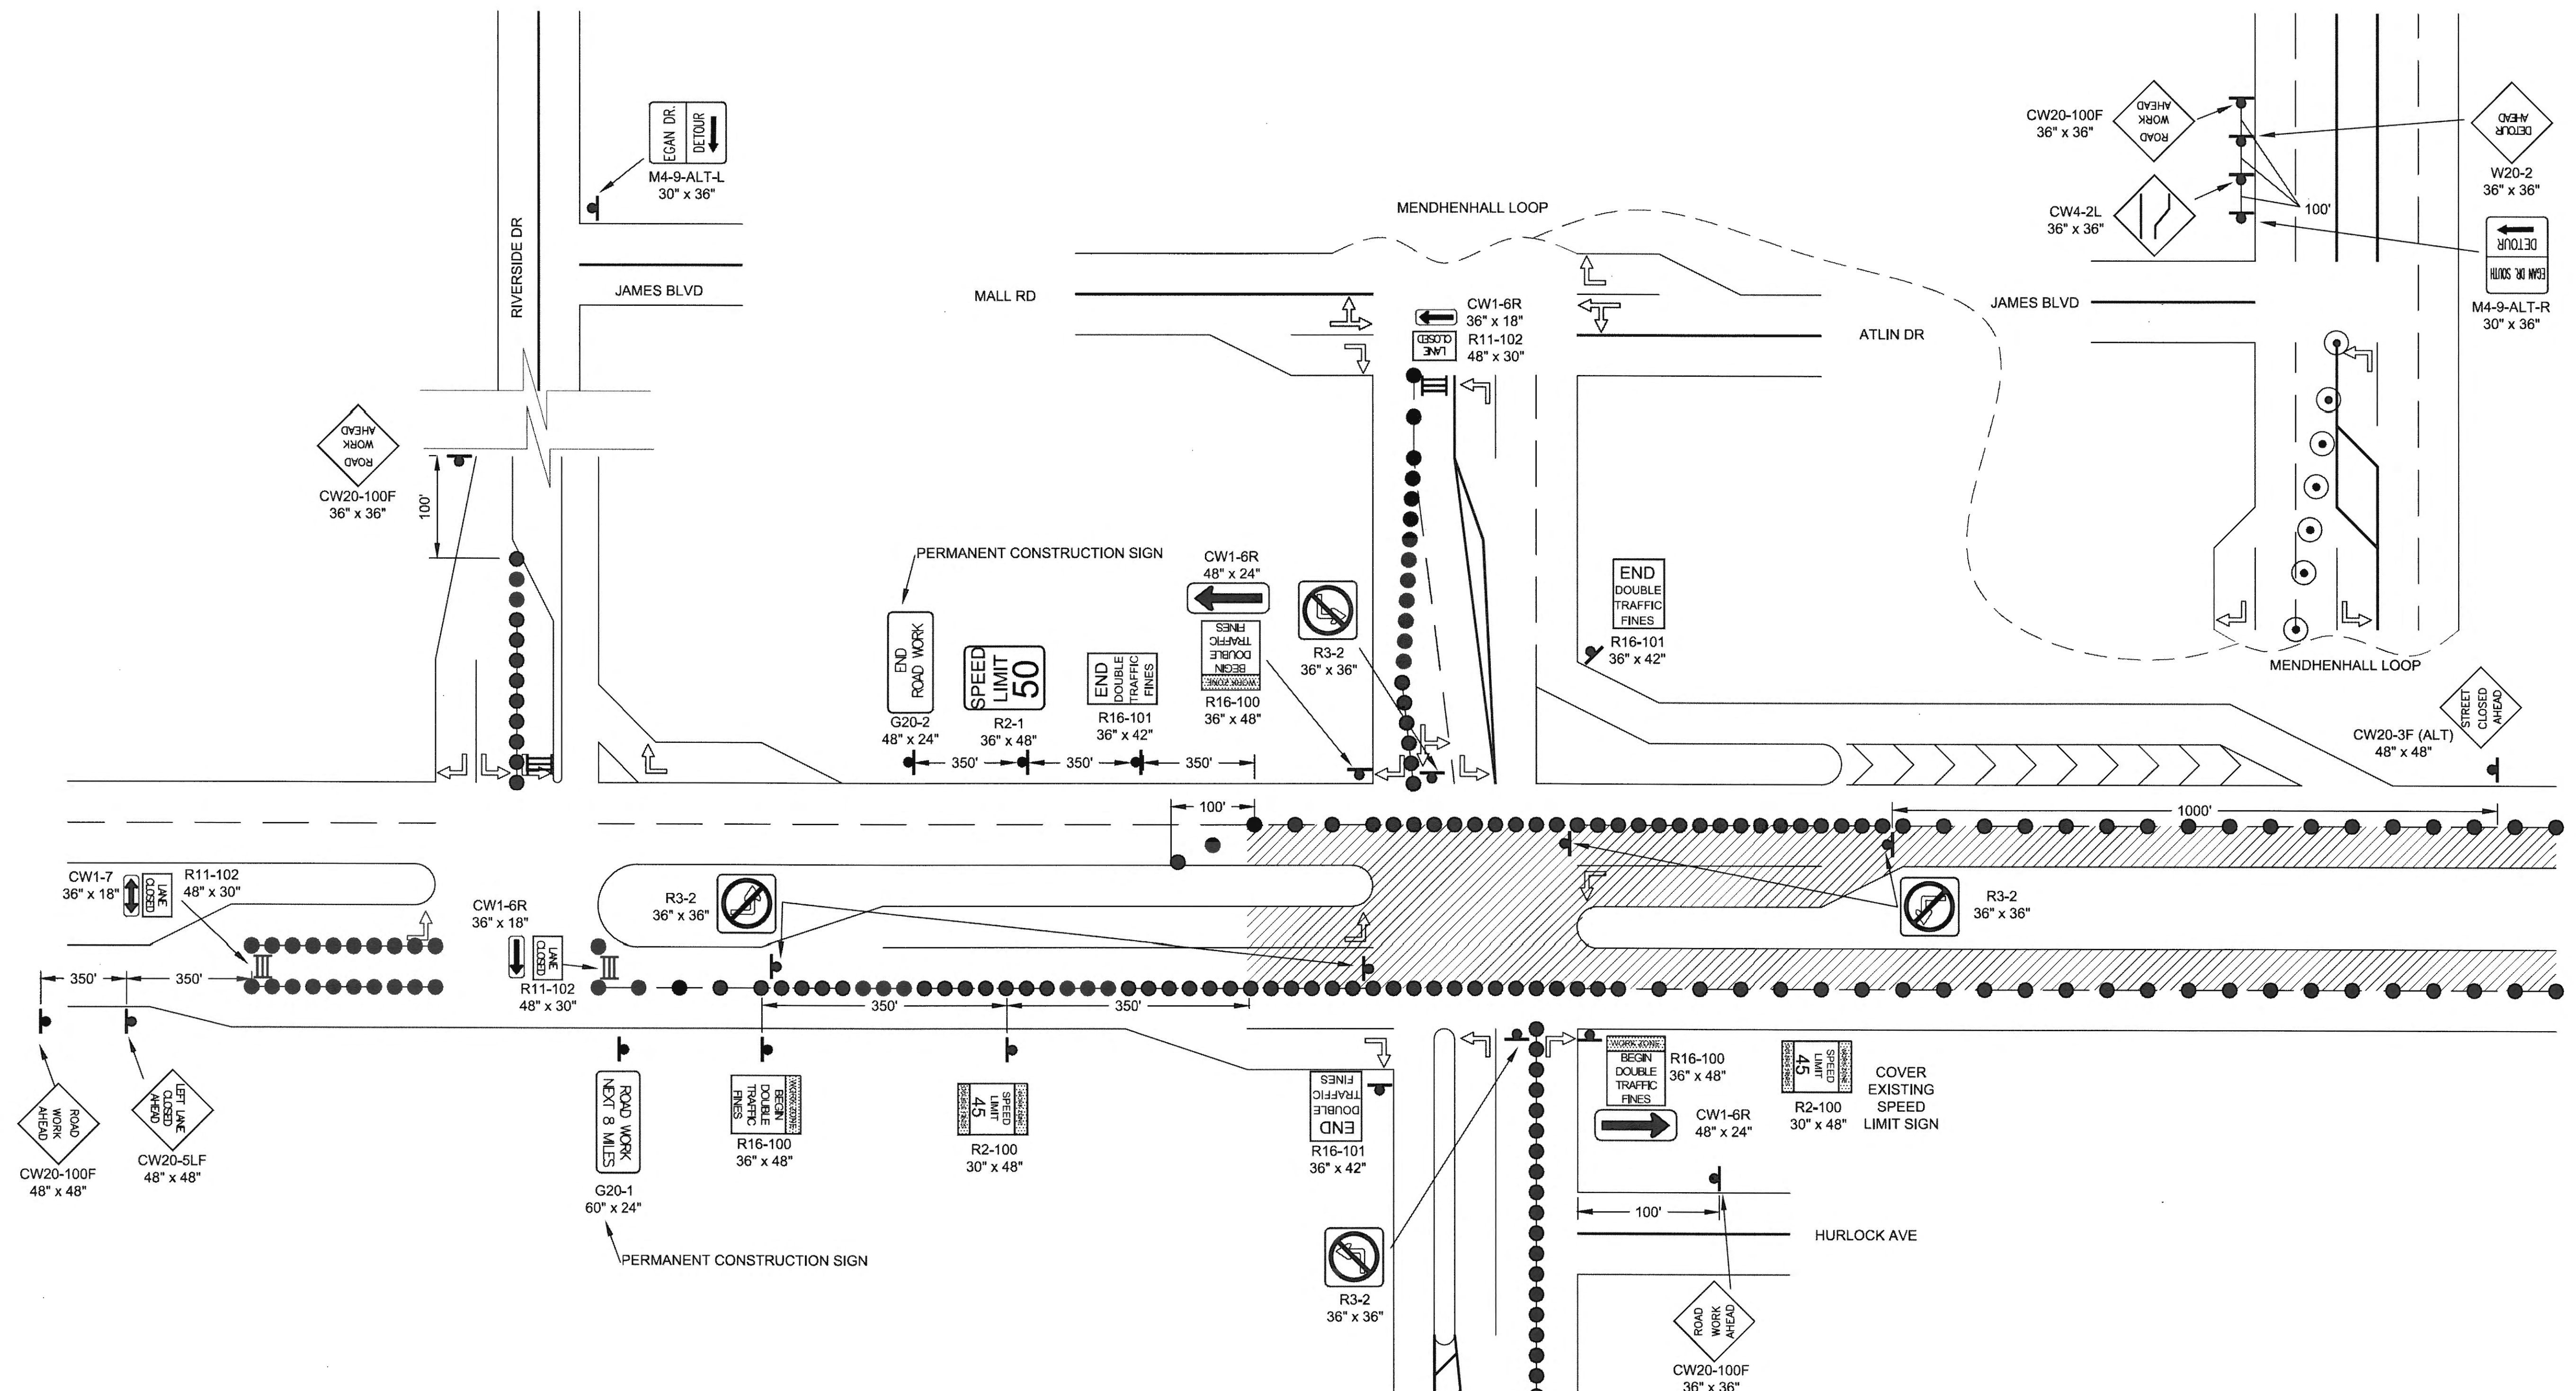 EGAN DR.
DETOUR
M4-9-ALT-L
30" x 36"
RIVERSIDE DR
JAMES BLVD
ROAD
WORK
AHEAD
CW20-100F
36" x 36"
100'
MENDHENHALL LOOP
MALL RD
CW1-6R
36" x 18"
LANE
CLOSED
R11-102
48" x 30"
ATLIN DR
CW20-100F
36" x 36"
ROAD
WORK
AHEAD
DETOUR
AHEAD
W20-2
36" x 36"
CW4-2L
36" x 36"
100'
DETOUR
EGAN DR. SOUTH
M4-9-ALT-R
30" x 36"
JAMES BLVD
MENDHENHALL LOOP
PERMANENT CONSTRUCTION SIGN
END
ROAD WORK
G20-2
48" x 24"
SPEED
LIMIT
50
R2-1
36" x 48"
END
DOUBLE
TRAFFIC
FINES
R16-101
36" x 42"
CW1-6R
48" x 24"
WORK ZONE
BEGIN
DOUBLE
TRAFFIC
FINES
R16-100
36" x 48"
R3-2
36" x 36"
END
DOUBLE
TRAFFIC
FINES
R16-101
36" x 42"
STREET
CLOSED
AHEAD
CW20-3F (ALT)
48" x 48"
350'
350'
350'
100'
1000'
CW1-7
36" x 18"
LANE
CLOSED
R11-102
48" x 30"
CW1-6R
36" x 18"
LANE
CLOSED
R11-102
48" x 30"
R3-2
36" x 36"
R3-2
36" x 36"
350'
350'
350'
350'
ROAD
WORK
AHEAD
CW20-100F
48" x 48"
LEFT LANE
CLOSED
AHEAD
CW20-5LF
48" x 48"
ROAD WORK
NEXT 8 MILES
G20-1
60" x 24"
PERMANENT CONSTRUCTION SIGN
WORK ZONE
BEGIN
DOUBLE
TRAFFIC
FINES
R16-100
36" x 48"
SPEED
LIMIT
45
R2-100
30" x 48"
END
DOUBLE
TRAFFIC
FINES
R16-101
36" x 42"
R3-2
36" x 36"
WORK ZONE
BEGIN
DOUBLE
TRAFFIC
FINES
R16-100
36" x 48"
CW1-6R
48" x 24"
SPEED
LIMIT
45
R2-100
30" x 48"
COVER
EXISTING
SPEED
LIMIT SIGN
100'
HURLOCK AVE
ROAD
WORK
AHEAD
CW20-100F
36" x 36"